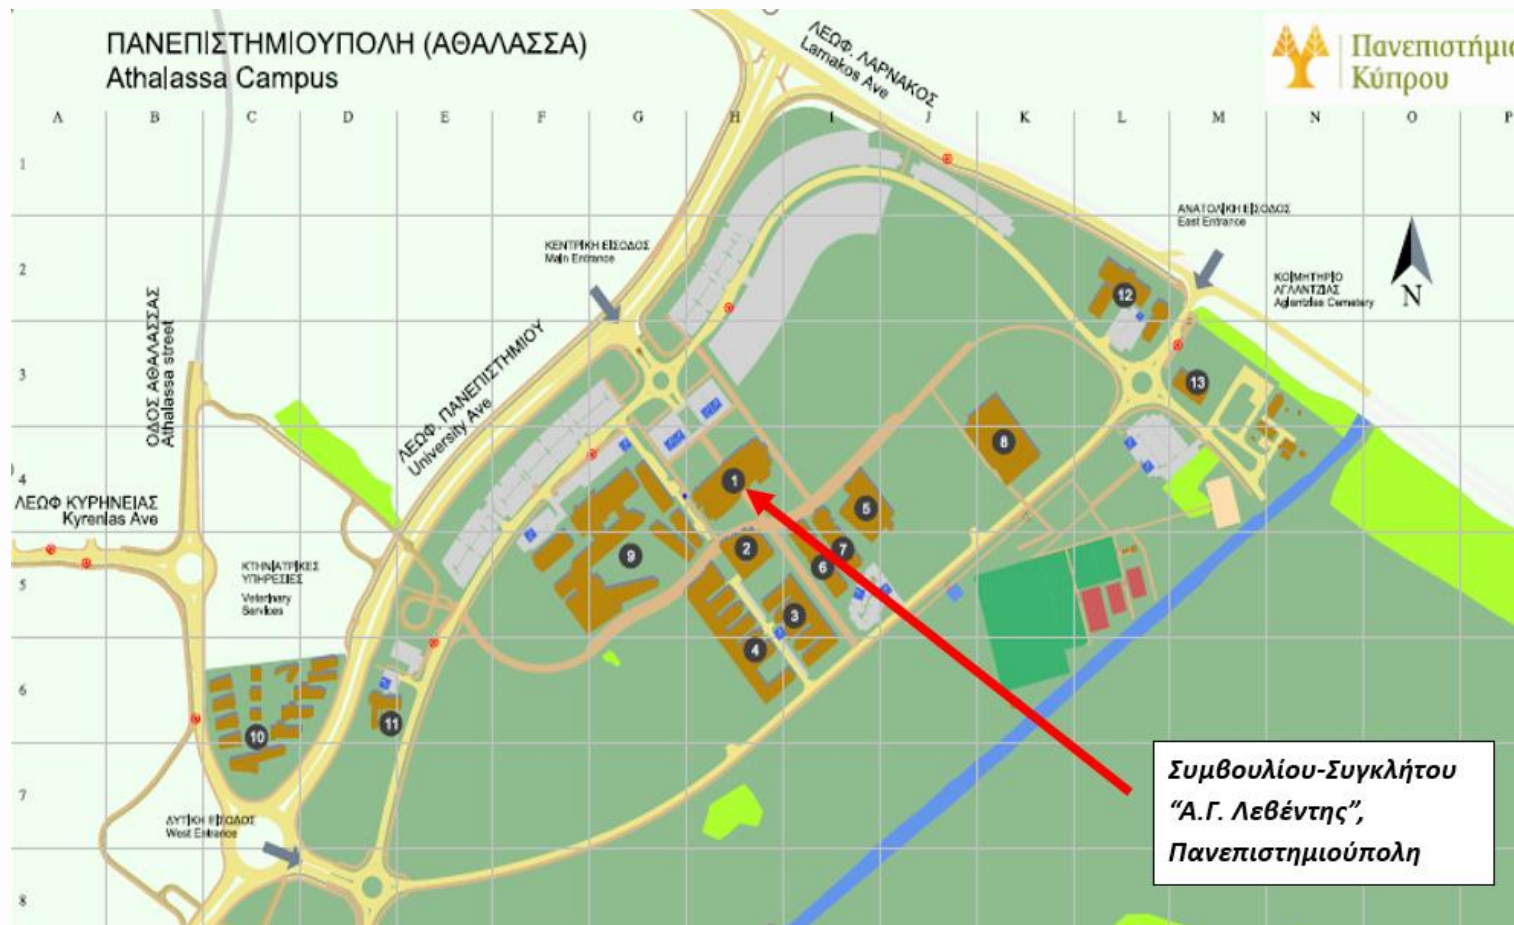 ΠΑΝΕΠΙΣΤΗΜΙΟΥΠΟΛΗ (ΑΘΑΛΑΣΣΑ)
Athalassa Campus
ΛΕΩΦ. ΛΑΡΝΑΚΟΣ
Larnakos Ave
Πανεπιστήμιο
Κύπρου
A B C D E F G H I J K L M N O P
1
ΑΝΑΤΟΛΙΚΗ ΕΙΣΟΔΟΣ
East Entrance
ΚΕΝΤΡΙΚΗ ΕΙΣΟΔΟΣ
Main Entrance
2
ΚΟΙΜΗΤΗΡΙΟ
ΑΓΛΑΝΤΖΙΑΣ
Aglantzias Cemetery
N
12
ΟΔΟΣ ΑΘΑΛΑΣΣΑΣ
Athalassa street
ΛΕΩΦ. ΠΑΝΕΠΙΣΤΗΜΙΟΥ
University Ave
3
13
8
4
1
5
ΛΕΩΦ ΚΥΡΗΝΕΙΑΣ
Kyrenias Ave
9
2
7
6
ΚΤΗΝΙΑΤΡΙΚΕΣ
ΥΠΗΡΕΣΙΕΣ
Veterinary
Services
5
3
4
6
11
10
Συμβουλίου-Συγκλήτου
“Α.Γ. Λεβέντης”,
Πανεπιστημιούπολη
7
ΔΥΤΙΚΗ ΕΙΣΟΔΟΣ
West Entrance
8